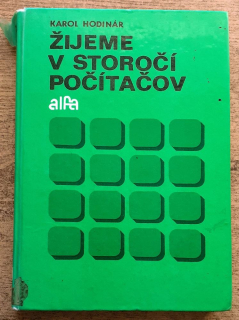 KAROL HODINÁR
ŽIJEME
V STOROČÍ
POČÍTAČOV
alfa